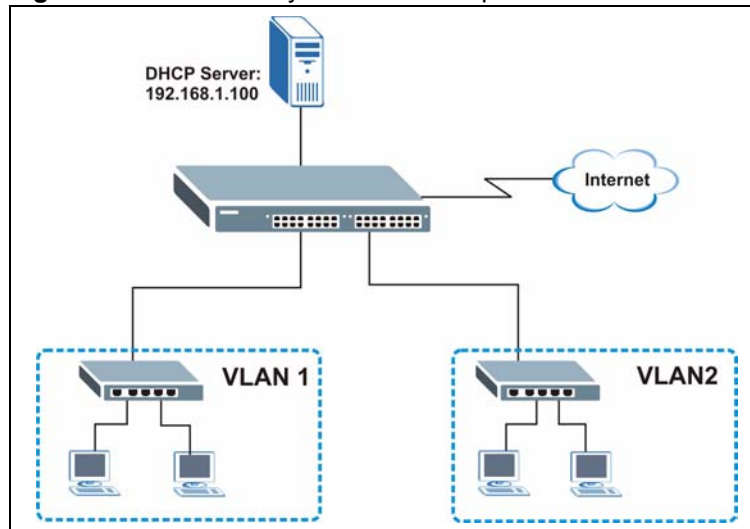 DHCP Server:
192.168.1.100
Internet
VLAN 1
VLAN2